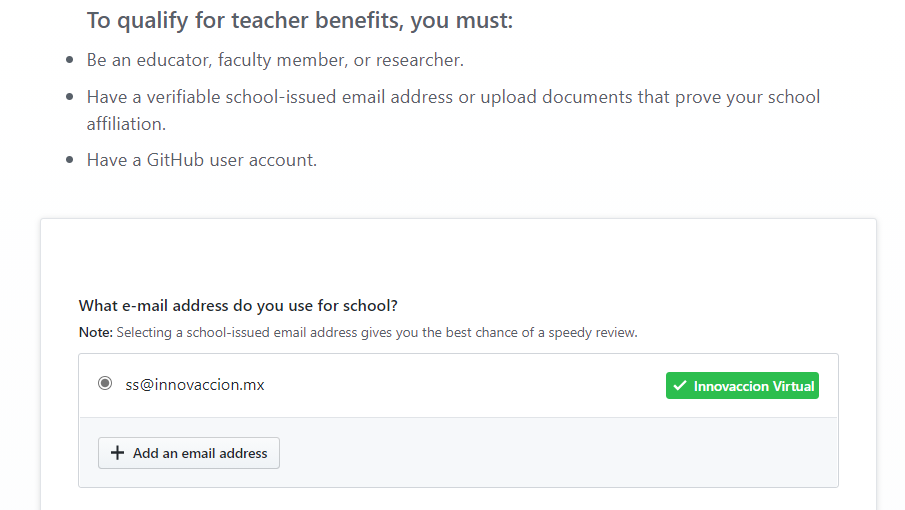 To qualify for teacher benefits, you must:
Be an educator, faculty member, or researcher.
Have a verifiable school-issued email address or upload documents that prove your school
affiliation.
Have a GitHub user account.
What e-mail address do you use for school?
Note: Selecting a school-issued email address gives you the best chance of a speedy review.
ss@innovaccion.mx Innovaccion Virtual
Add an email address